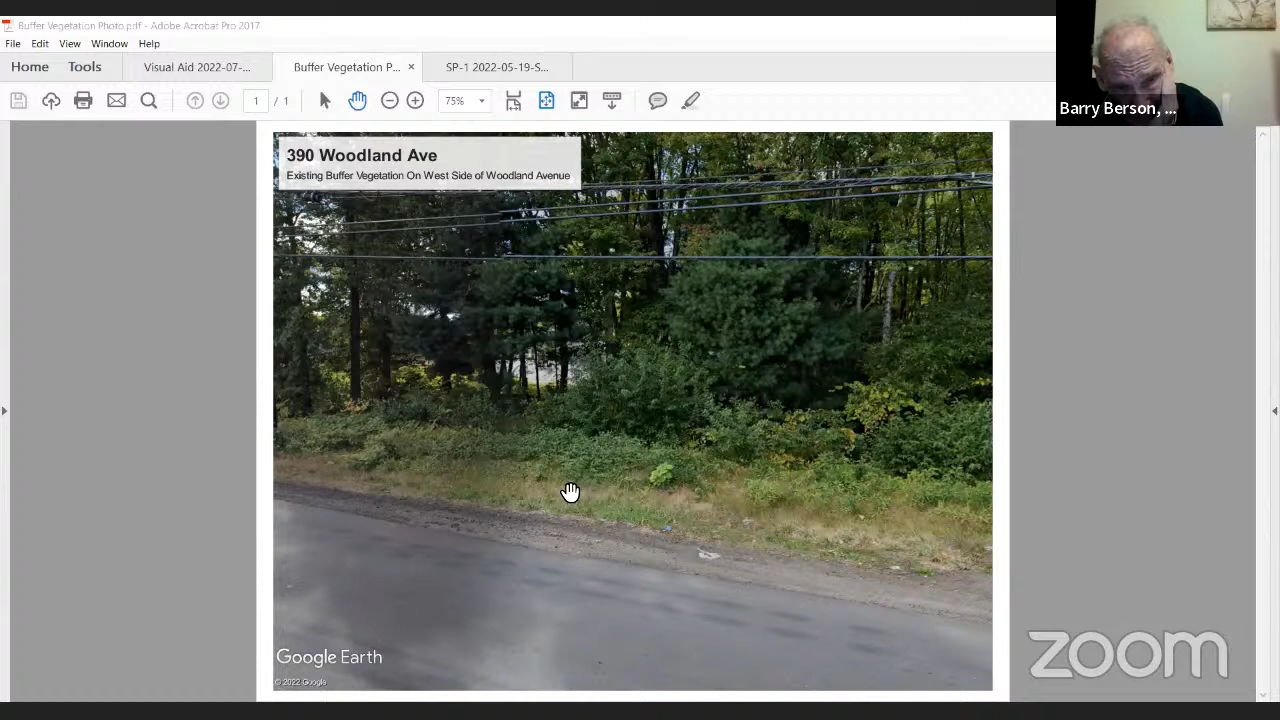 Buffer Vegetation Photo.pdf - Adobe Acrobat Pro 2017
File Edit View Window Help
Home Tools Visual Aid 2022-07-... Buffer Vegetation P... × SP-1 2022-05-19-S...
1 / 1 75%
Barry Berson, ...
390 Woodland Ave
Existing Buffer Vegetation On West Side of Woodland Avenue
Google Earth
© 2022 Google
zoom